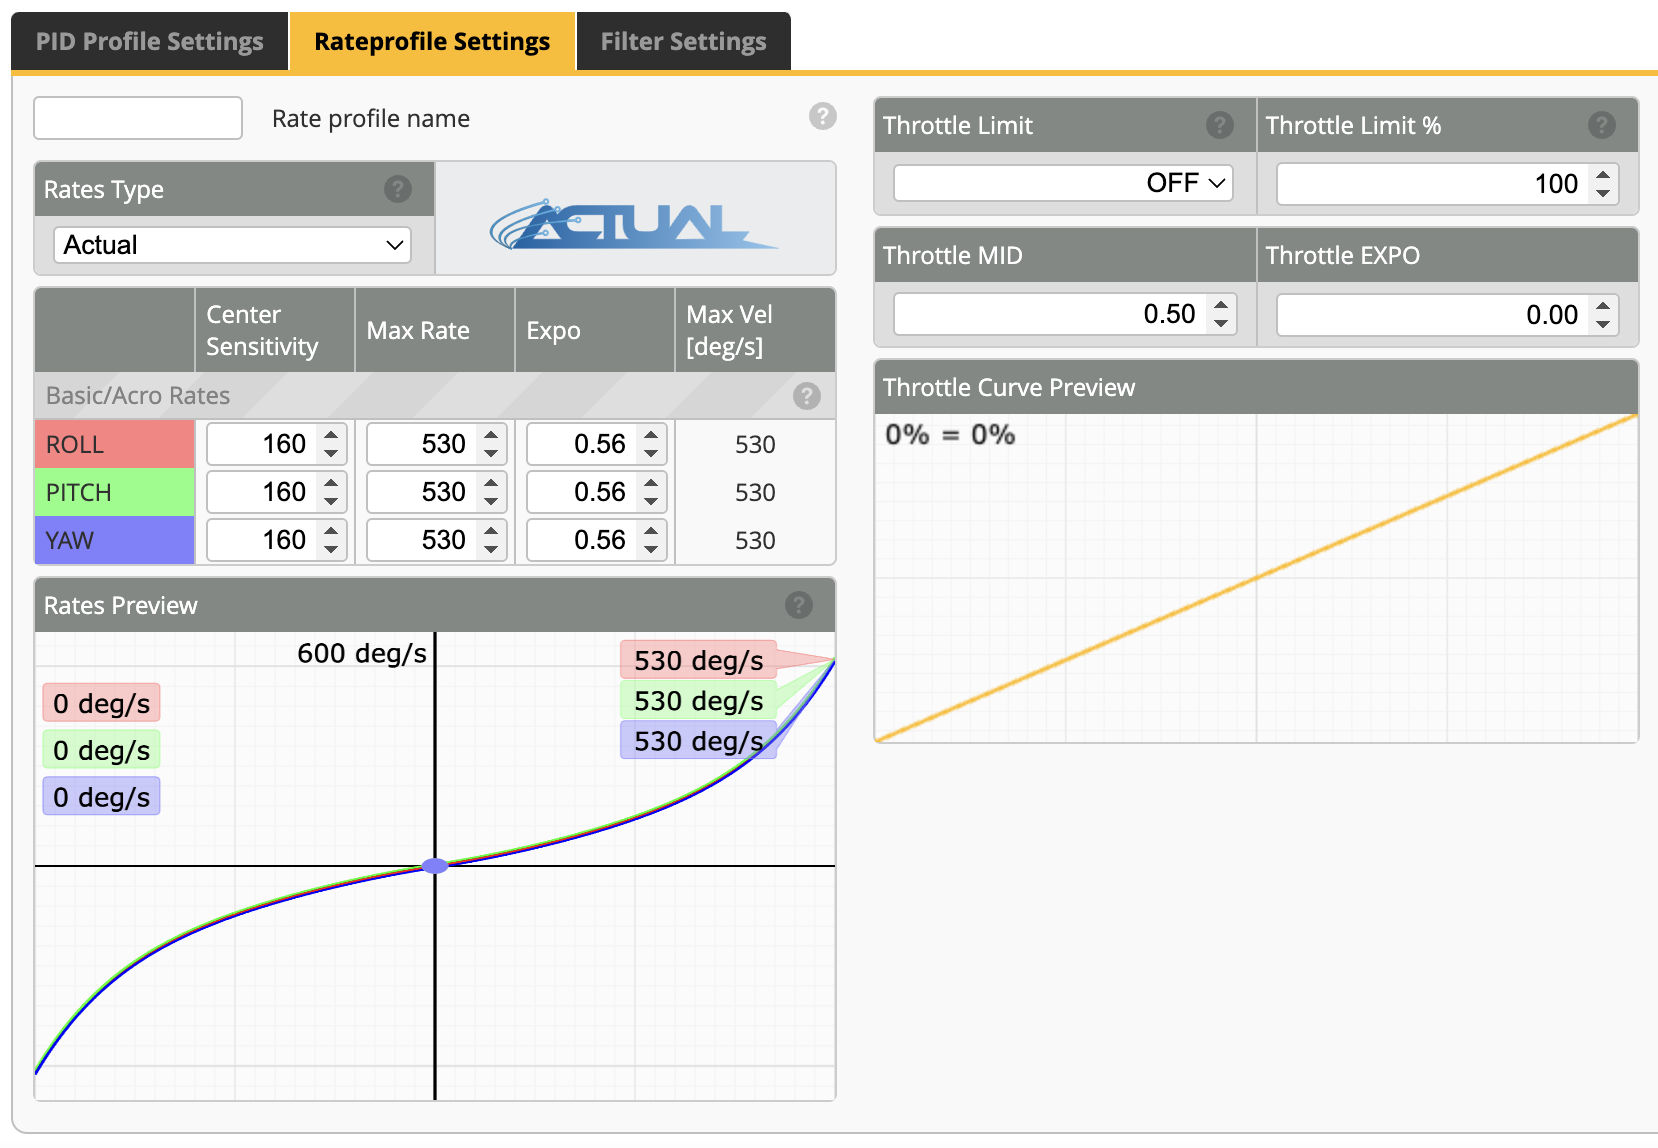 PID Profile Settings
Rateprofile Settings
Filter Settings
Rate profile name
?
Rates Type
?
Actual
ACTUAL
Center
Sensitivity
Max Rate
Expo
Max Vel
[deg/s]
Basic/Acro Rates
?
ROLL 160 530 0.56 530
PITCH 160 530 0.56 530
YAW 160 530 0.56 530
Rates Preview
?
600 deg/s
0 deg/s
0 deg/s
0 deg/s
530 deg/s
530 deg/s
530 deg/s
Throttle Limit
?
Throttle Limit %
?
OFF
100
Throttle MID
Throttle EXPO
0.50
0.00
Throttle Curve Preview
0% = 0%